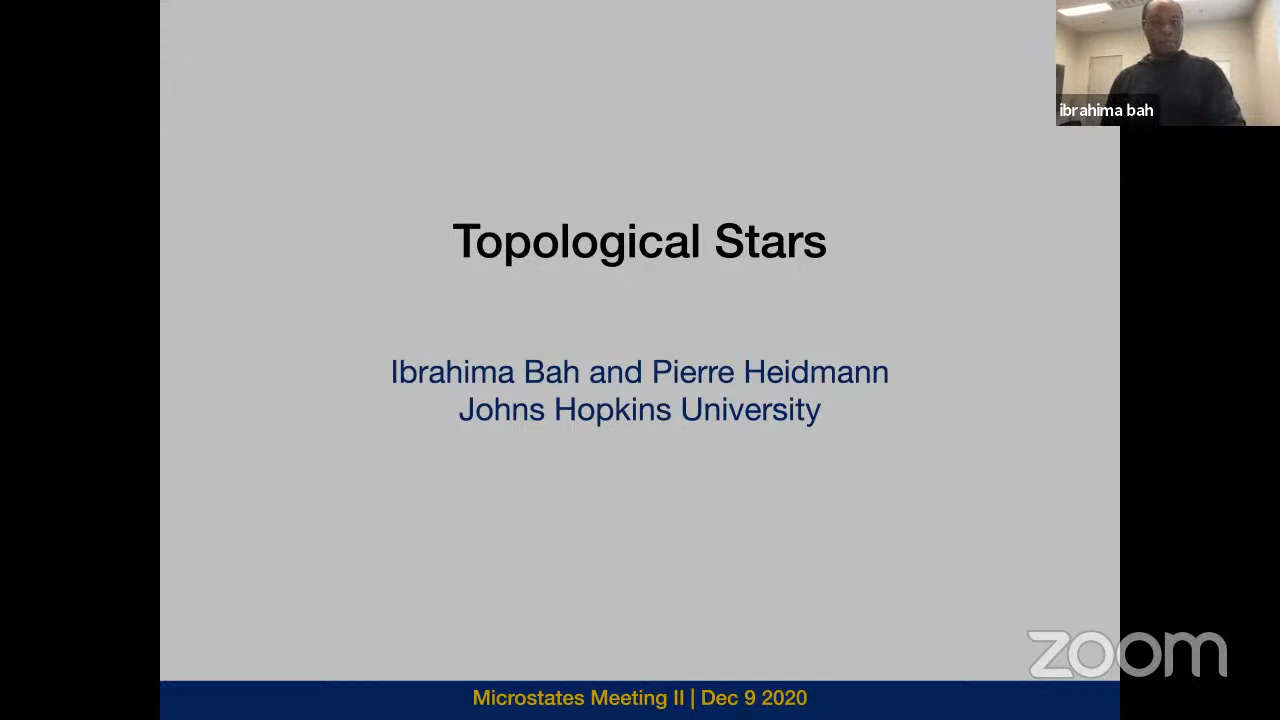 ibrahima bah
Topological Stars
Ibrahima Bah and Pierre Heidmann
Johns Hopkins University
zoom
Microstates Meeting II | Dec 9 2020